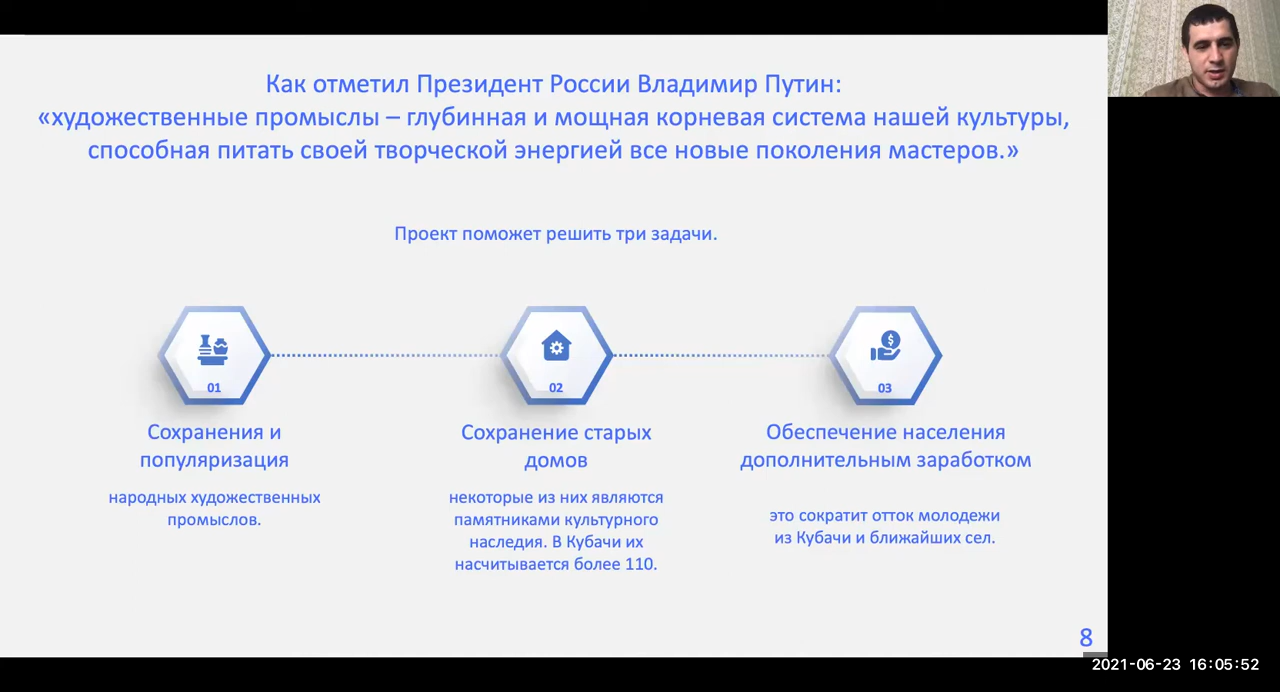 Как отметил Президент России Владимир Путин:
«художественные промыслы – глубинная и мощная корневая система нашей культуры,
способная питать своей творческой энергией все новые поколения мастеров.»
Проект поможет решить три задачи.
01
Сохранения и
популяризация
народных художественных
промыслов.
02
Сохранение старых
домов
некоторые из них являются
памятниками культурного
наследия. В Кубачи их
насчитывается более 110.
$
03
Обеспечение населения
дополнительным заработком
это сократит отток молодежи
из Кубачи и ближайших сел.
8
2021-06-23 16:05:52